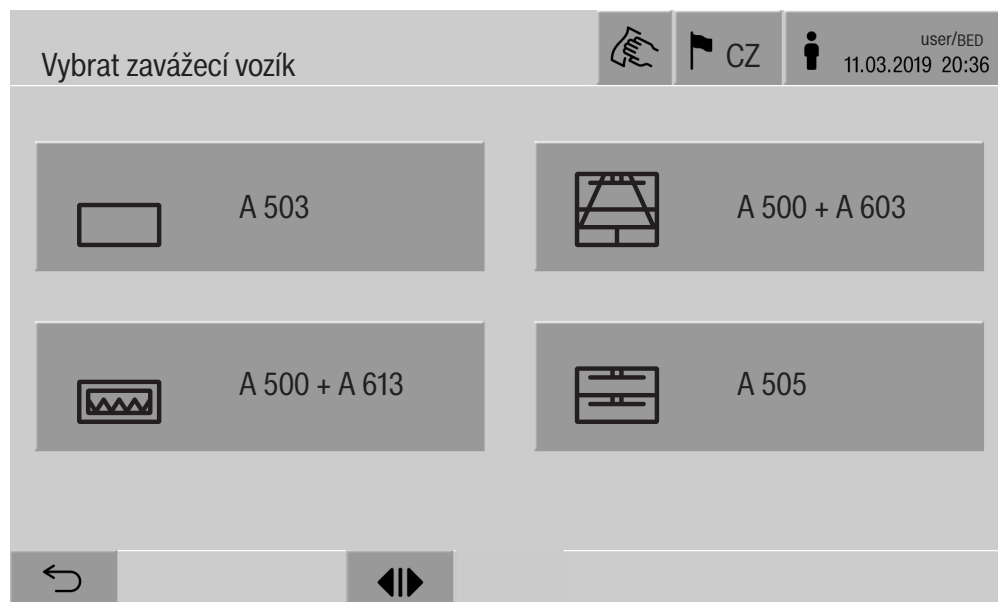 Vybrat zavážecí vozík
CZ
user/BED
11.03.2019 20:36
A 503
A 500 + A 603
A 500 + A 613
A 505